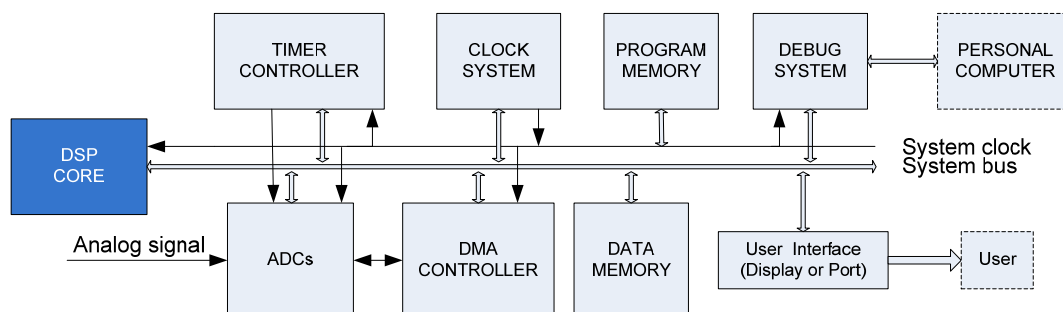 TIMER
CONTROLLER
CLOCK
SYSTEM
PROGRAM
MEMORY
DEBUG
SYSTEM
PERSONAL
COMPUTER
DSP
CORE
System clock
System bus
Analog signal
ADCs
DMA
CONTROLLER
DATA
MEMORY
User Interface
(Display or Port)
User